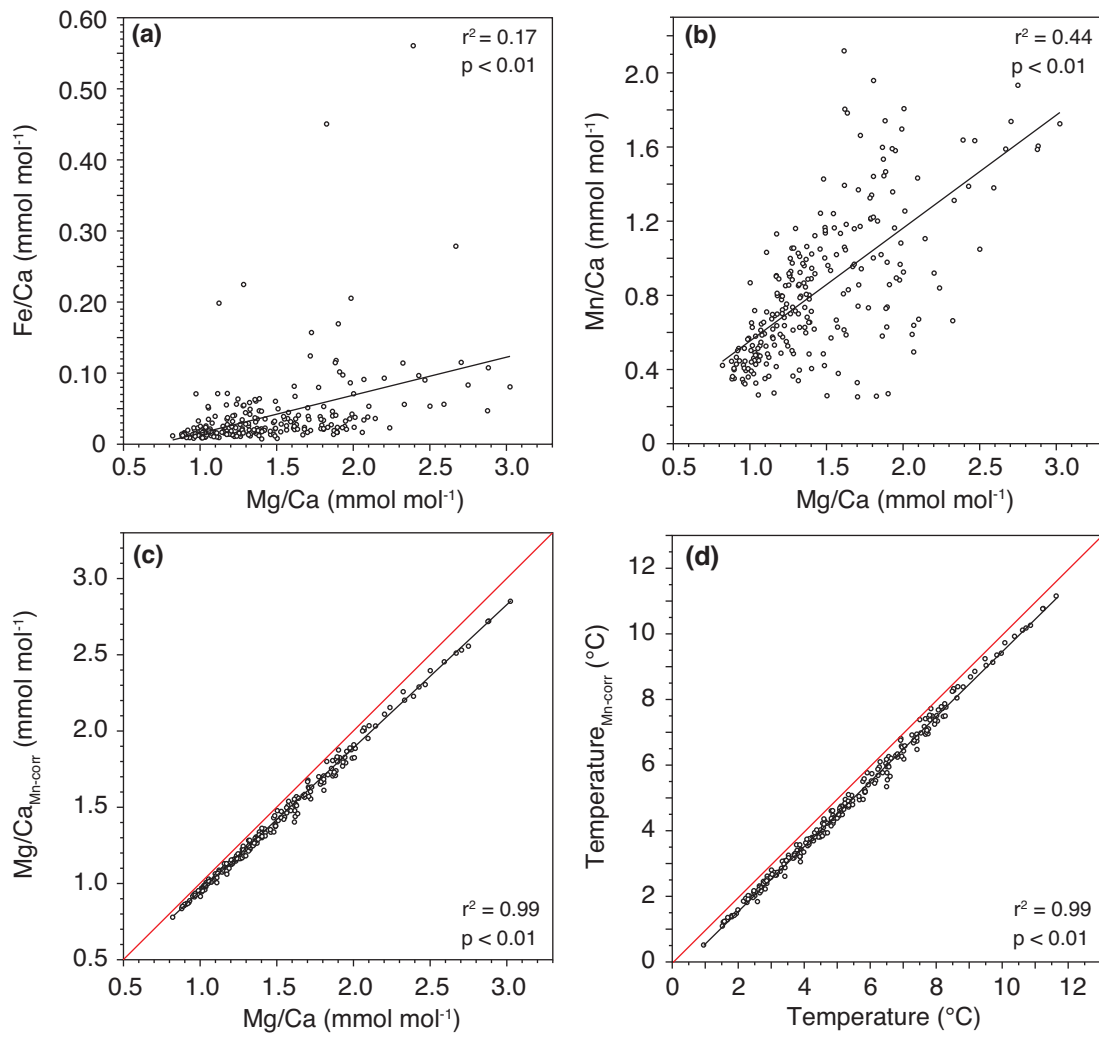 (a)
r² = 0.17
p < 0.01
0.60
0.50
0.40
0.30
0.20
0.10
0
Fe/Ca (mmol mol⁻¹)
0.5 1.0 1.5 2.0 2.5 3.0
Mg/Ca (mmol mol⁻¹)
(b)
r² = 0.44
p < 0.01
2.0
1.6
1.2
0.8
0.4
0
Mn/Ca (mmol mol⁻¹)
0.5 1.0 1.5 2.0 2.5 3.0
Mg/Ca (mmol mol⁻¹)
(c)
3.0
2.5
2.0
1.5
1.0
0.5
Mg/Ca Mn-corr (mmol mol⁻¹)
r² = 0.99
p < 0.01
0.5 1.0 1.5 2.0 2.5 3.0
Mg/Ca (mmol mol⁻¹)
(d)
12
10
8
6
4
2
0
Temperature Mn-corr (°C)
r² = 0.99
p < 0.01
0 2 4 6 8 10 12
Temperature (°C)